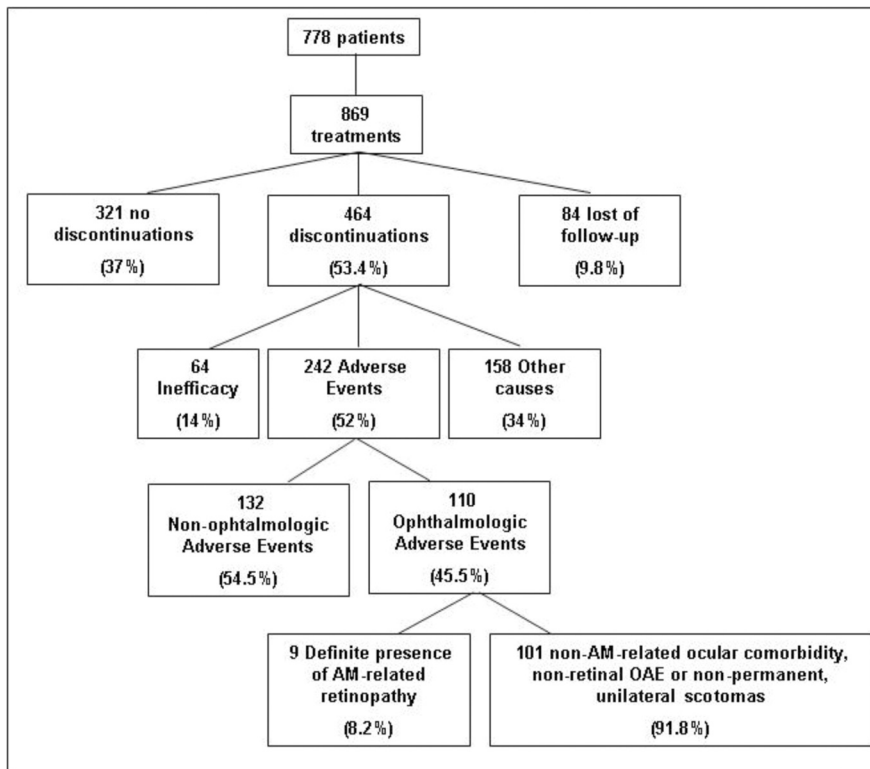 778 patients
869
treatments
321 no
discontinuations
(37%)
464
discontinuations
(53.4%)
84 lost of
follow-up
(9.8%)
64
Inefficacy
(14%)
242 Adverse
Events
(52%)
158 Other
causes
(34%)
132
Non-ophtalmologic
Adverse Events
(54.5%)
110
Ophthalmologic
Adverse Events
(45.5%)
9 Definite presence
of AM-related
retinopathy
(8.2%)
101 non-AM-related ocular comorbidity,
non-retinal OAE or non-permanent,
unilateral scotomas
(91.8%)